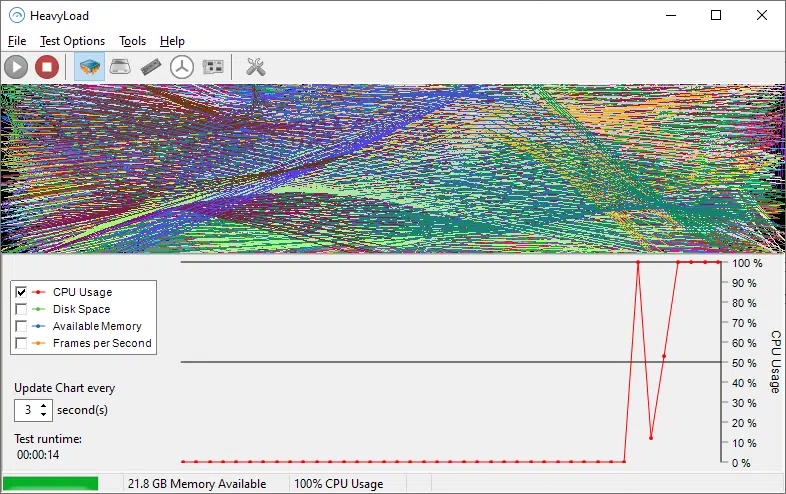 HeavyLoad
File Test Options Tools Help
CPU Usage
Disk Space
Available Memory
Frames per Second
Update Chart every
3 second(s)
Test runtime:
00:00:14
100 %
90 %
80 %
70 %
60 %
50 %
40 %
30 %
20 %
10 %
0 %
CPU Usage
21.8 GB Memory Available 100% CPU Usage